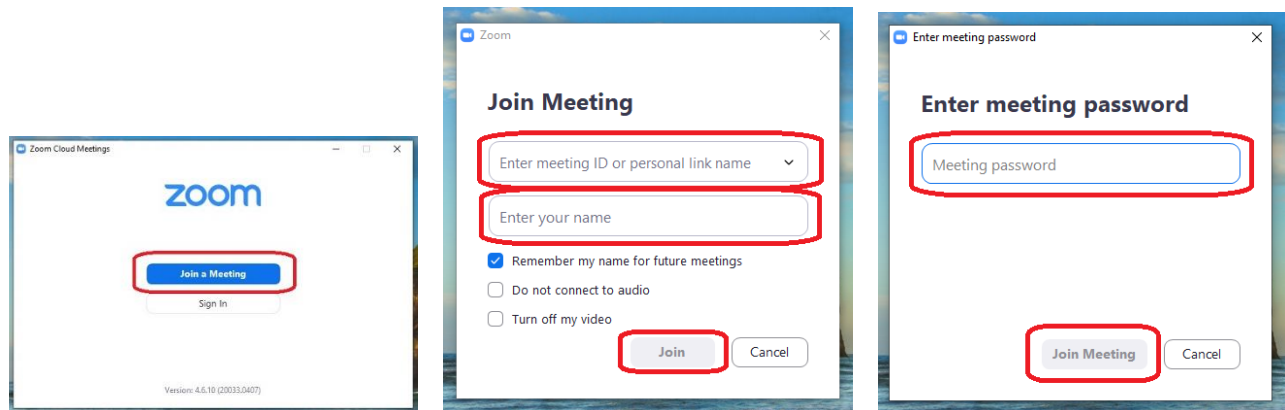 Zoom Cloud Meetings
zoom
Join a Meeting
Sign In
Version: 4.6.10 (20033.0407)
Zoom
Join Meeting
Enter meeting ID or personal link name
Enter your name
Remember my name for future meetings
Do not connect to audio
Turn off my video
Join Cancel
Enter meeting password
Enter meeting password
Meeting password
Join Meeting Cancel